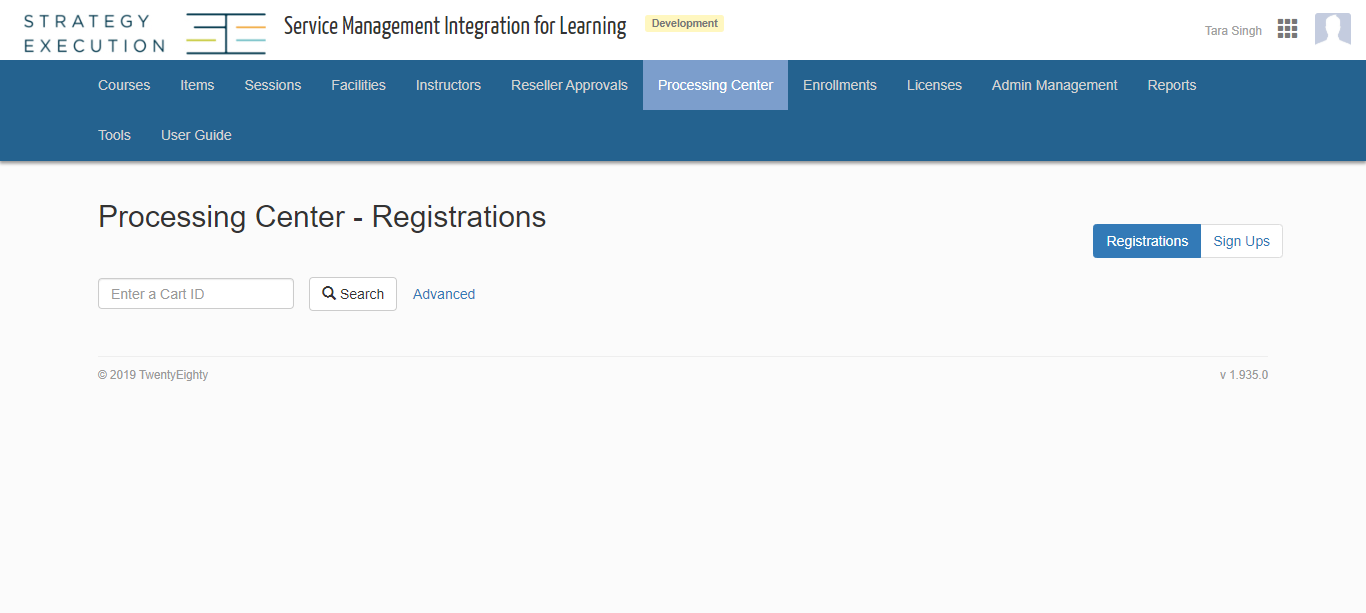 STRATEGY
EXECUTION
Service Management Integration for Learning
Development
Tara Singh
Courses Items Sessions Facilities Instructors Reseller Approvals Processing Center Enrollments Licenses Admin Management Reports
Tools User Guide
Processing Center - Registrations
Registrations Sign Ups
Enter a Cart ID Search Advanced
© 2019 TwentyEighty v 1.935.0